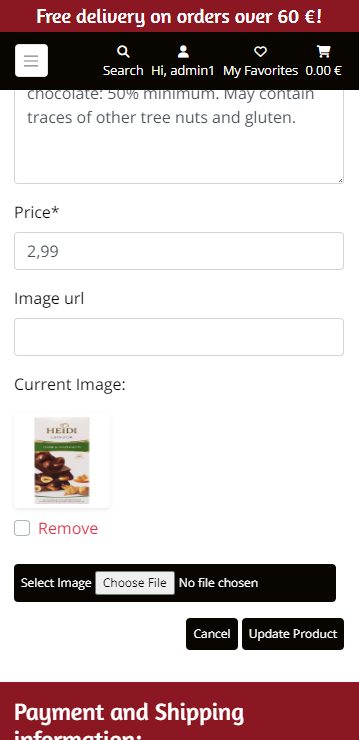 Free delivery on orders over 60 €!
Search Hi, admin1 My Favorites 0.00 €
chocolate: 50% minimum. May contain
traces of other tree nuts and gluten.
Price*
2,99
Image url
Current Image:
HEIDI
Remove
Select Image Choose File No file chosen
Cancel Update Product
Payment and Shipping
information: